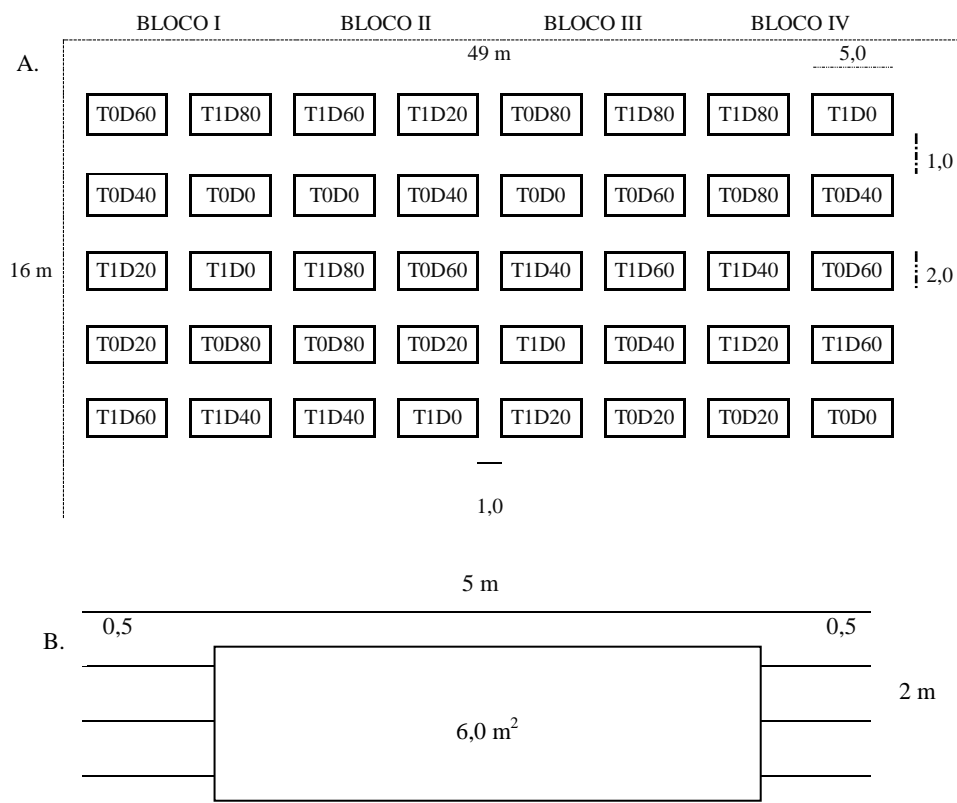 BLOCO I BLOCO II BLOCO III BLOCO IV
A. 49 m 5,0
T0D60 T1D80 T1D60 T1D20 T0D80 T1D80 T1D80 T1D0
1,0
T0D40 T0D0 T0D0 T0D40 T0D0 T0D60 T0D80 T0D40
16 m T1D20 T1D0 T1D80 T0D60 T1D40 T1D60 T1D40 T0D60 2,0
T0D20 T0D80 T0D80 T0D20 T1D0 T0D40 T1D20 T1D60
T1D60 T1D40 T1D40 T1D0 T1D20 T0D20 T0D20 T0D0
1,0
5 m
B. 0,5 0,5
2 m
6,0 m²